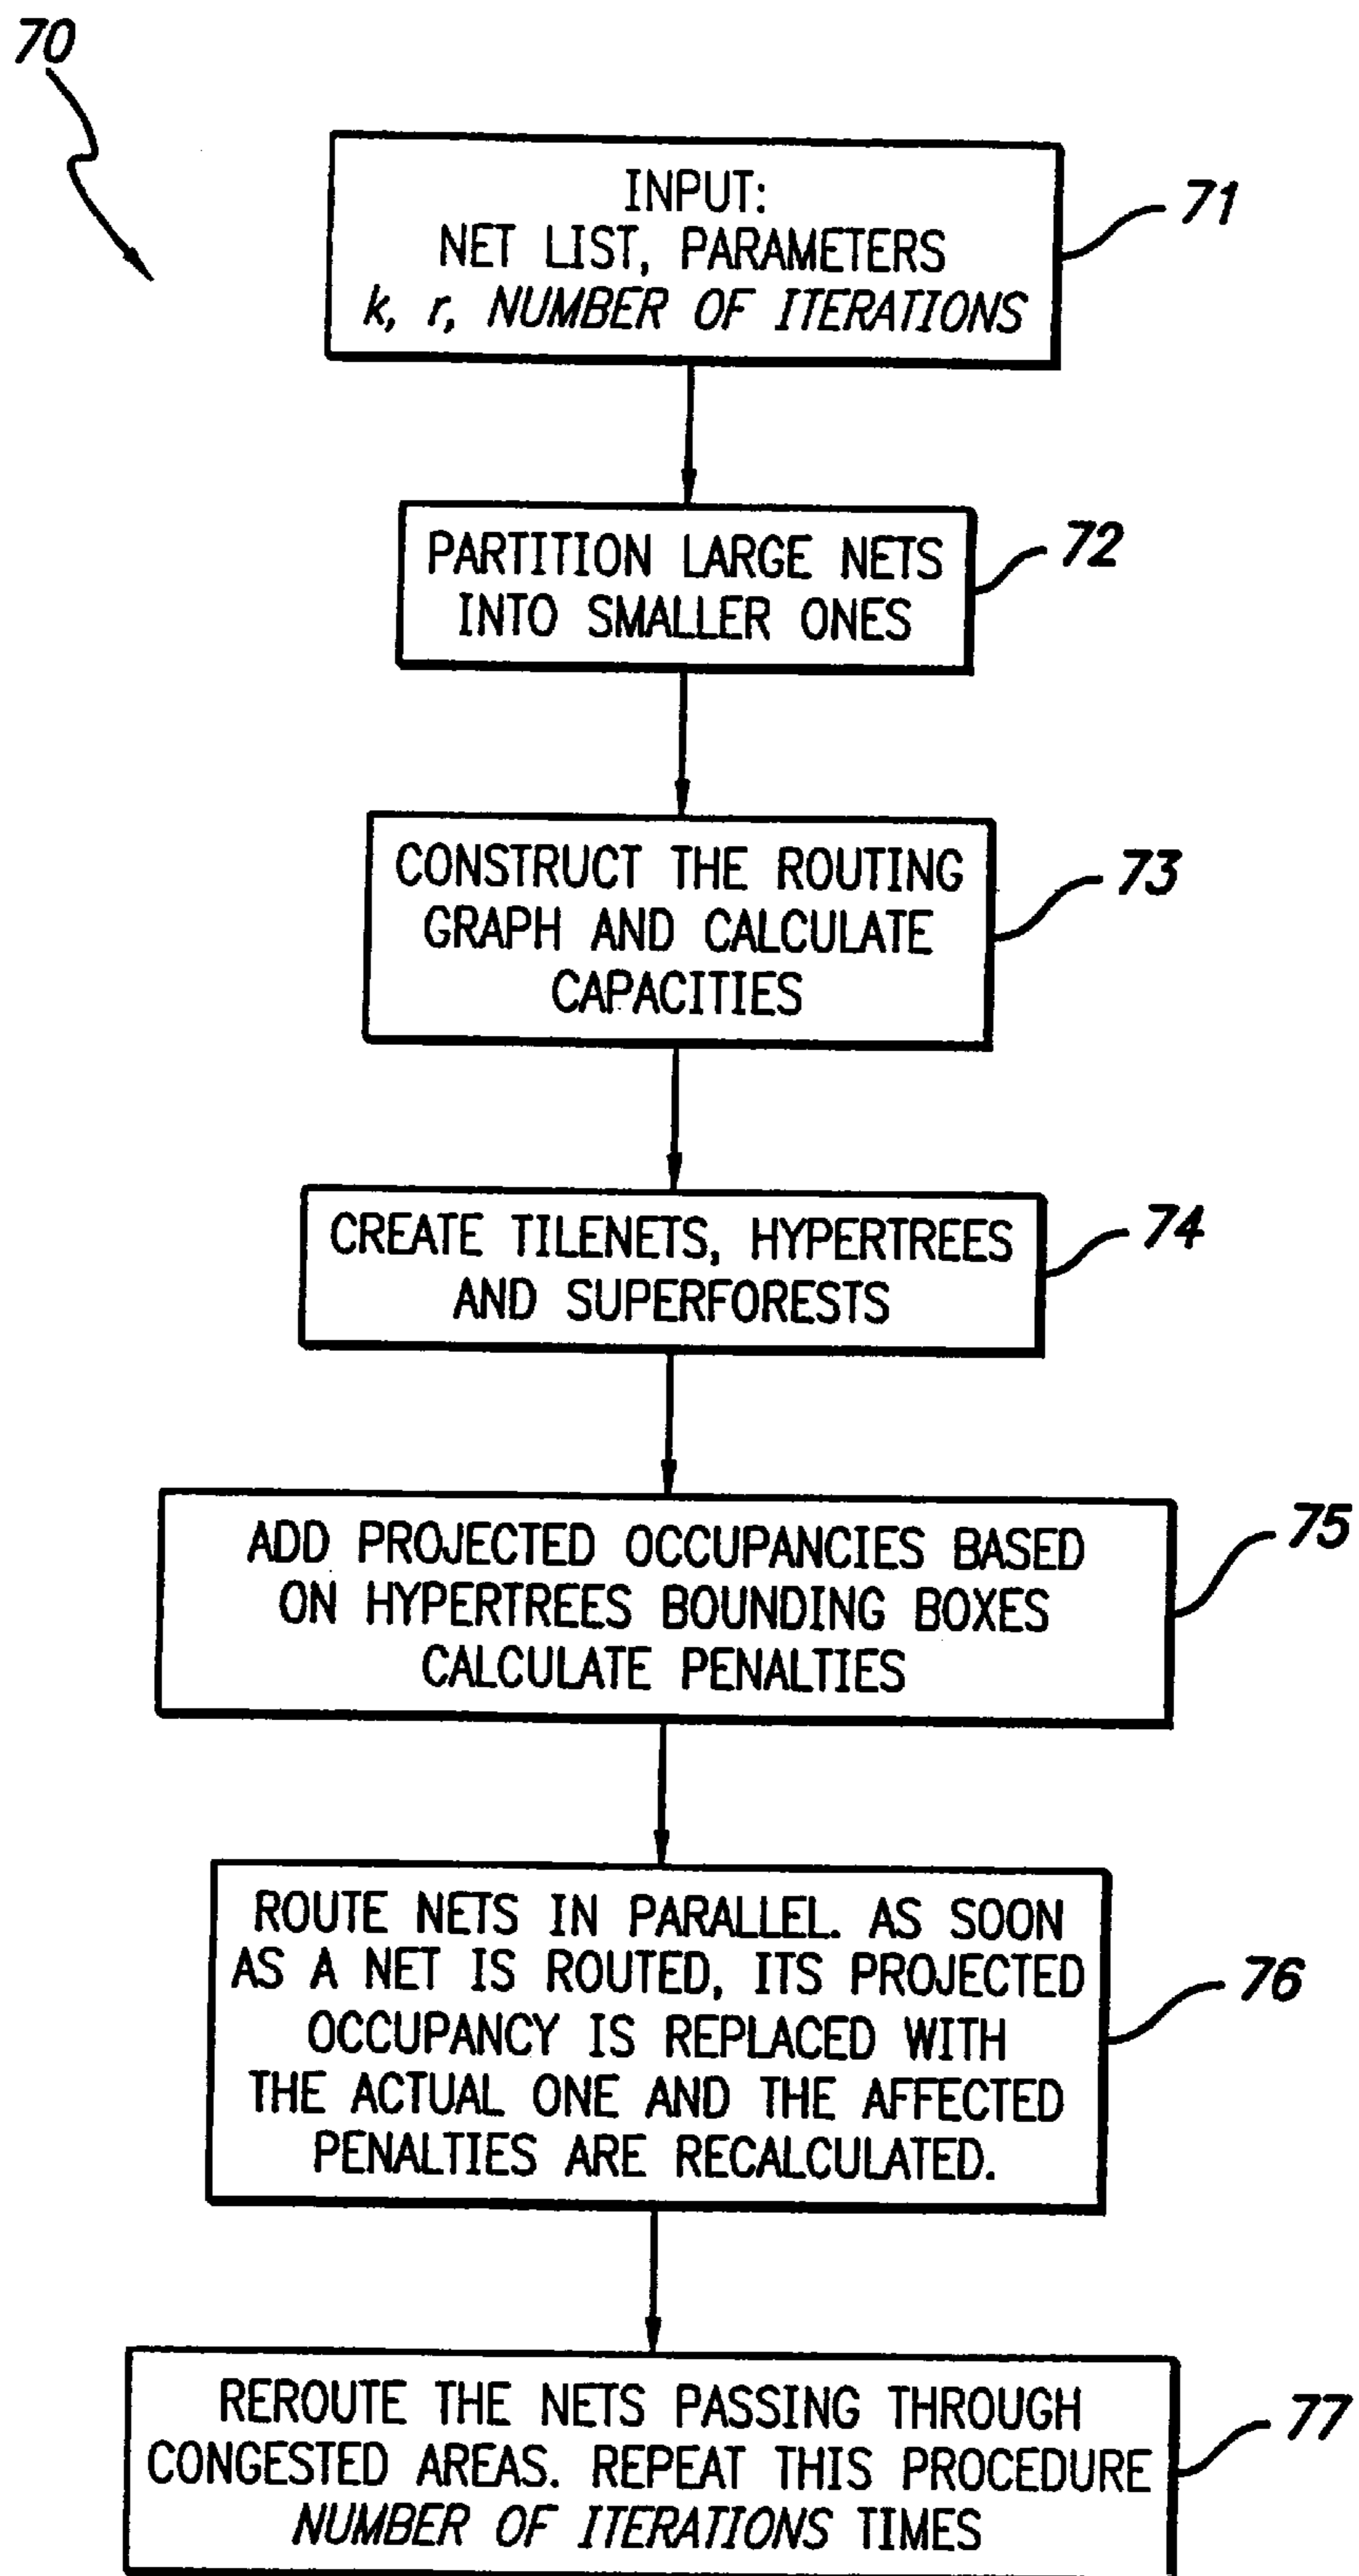 70
INPUT:
NET LIST, PARAMETERS
k, r, NUMBER OF ITERATIONS
71
PARTITION LARGE NETS
INTO SMALLER ONES
72
CONSTRUCT THE ROUTING
GRAPH AND CALCULATE
CAPACITIES
73
CREATE TILENETS, HYPERTREES
AND SUPERFORESTS
74
ADD PROJECTED OCCUPANCIES BASED
ON HYPERTREES BOUNDING BOXES
CALCULATE PENALTIES
75
ROUTE NETS IN PARALLEL. AS SOON
AS A NET IS ROUTED, ITS PROJECTED
OCCUPANCY IS REPLACED WITH
THE ACTUAL ONE AND THE AFFECTED
PENALTIES ARE RECALCULATED.
76
REROUTE THE NETS PASSING THROUGH
CONGESTED AREAS. REPEAT THIS PROCEDURE
NUMBER OF ITERATIONS TIMES
77